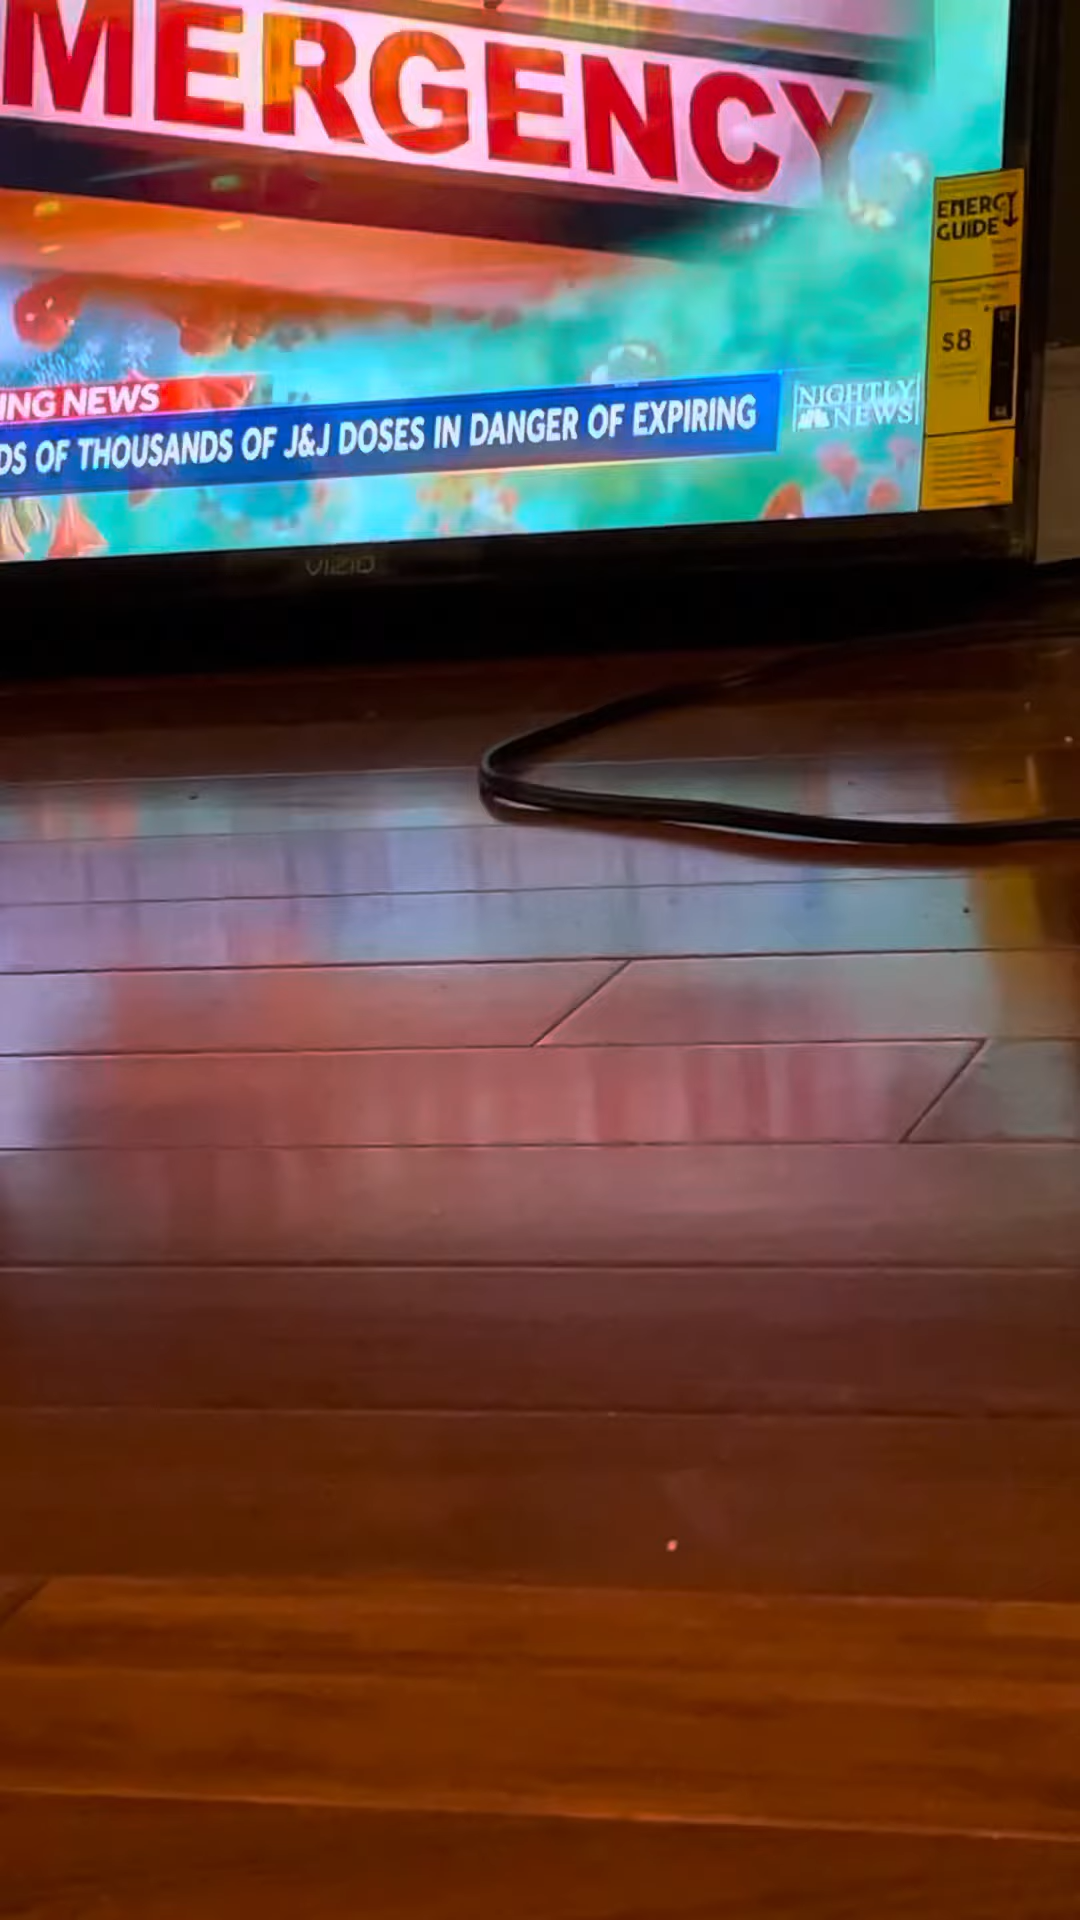 MERGENCY
ENERGY
GUIDE
$8
ING NEWS
DS OF THOUSANDS OF J&J DOSES IN DANGER OF EXPIRING
NIGHTLY
NEWS
VIZIO